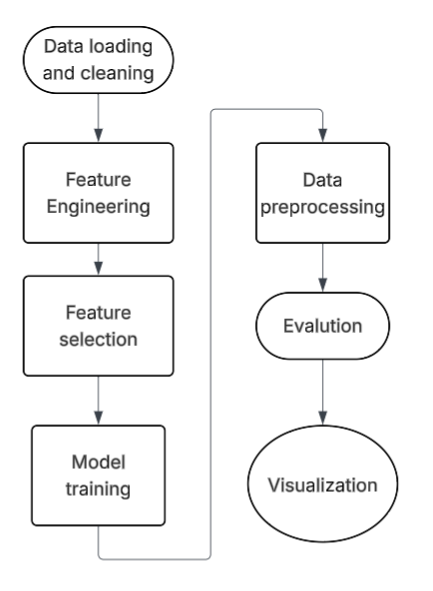 Data loading
and cleaning
Feature
Engineering
Feature
selection
Model
training
Data
preprocessing
Evalution
Visualization